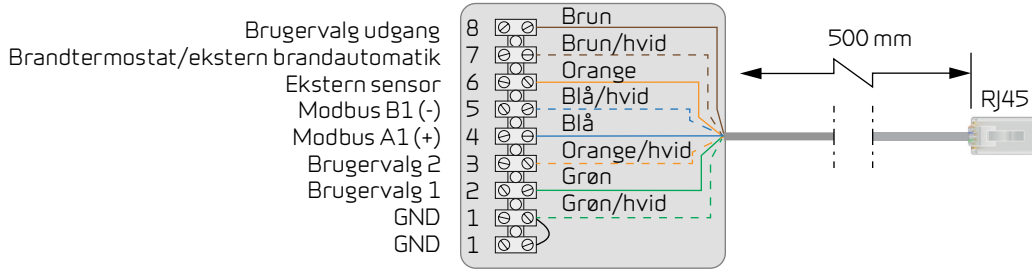 Brugervalg udgang 8 Brun
Brandtermostat/ekstern brandautomatik 7 Brun/hvid
Ekstern sensor 6 Orange
Modbus B1 (-) 5 Blå/hvid
Modbus A1 (+) 4 Blå
Brugervalg 2 3 Orange/hvid
Brugervalg 1 2 Grøn
GND 1 Grøn/hvid
GND 1
500 mm
RJ45